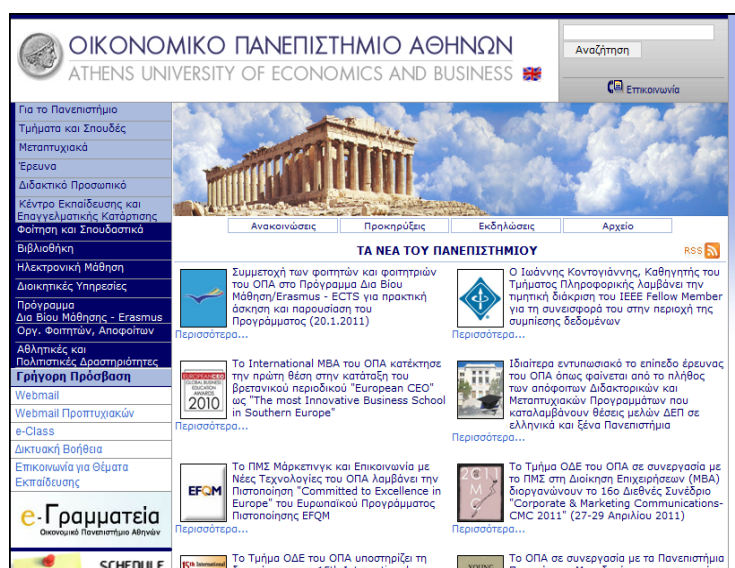 ΟΙΚΟΝΟΜΙΚΟ ΠΑΝΕΠΙΣΤΗΜΙΟ ΑΘΗΝΩΝ
ATHENS UNIVERSITY OF ECONOMICS AND BUSINESS
Αναζήτηση
Επικοινωνία
Για το Πανεπιστήμιο
Τμήματα και Σπουδές
Μεταπτυχιακά
Έρευνα
Διδακτικό Προσωπικό
Κέντρο Εκπαίδευσης και
Επαγγελματικής Κατάρτισης
Φοίτηση και Σπουδαστικά
Βιβλιοθήκη
Ηλεκτρονική Μάθηση
Διοικητικές Υπηρεσίες
Πρόγραμμα
Δια Βίου Μάθησης - Erasmus
Οργ. Φοιτητών, Αποφοίτων
Αθλητικές και
Πολιτιστικές Δραστηριότητες
Γρήγορη Πρόσβαση
Webmail
Webmail Προπτυχιακών
e-Class
Δικτυακή Βοήθεια
Επικοινωνία για Θέματα
Εκπαίδευσης
e-Γραμματεία
Οικονομικό Πανεπιστήμιο Αθηνών
SCHEDULE
Ανακοινώσεις Προκηρύξεις Εκδηλώσεις Αρχείο
ΤΑ ΝΕΑ ΤΟΥ ΠΑΝΕΠΙΣΤΗΜΙΟΥ
RSS
Συμμετοχή των φοιτητών και φοιτητριών
του ΟΠΑ στο Πρόγραμμα Δια Βίου
Μάθηση/Erasmus - ECTS για πρακτική
άσκηση και παρουσίαση του
Προγράμματος (20.1.2011)
Περισσότερα...
Ο Ιωάννης Κοντογιάννης, Καθηγητής του
Τμήματος Πληροφορικής λαμβάνει την
τιμητική διάκριση του IEEE Fellow Member
για τη συνεισφορά του στην περιοχή της
συμπίεσης δεδομένων
Περισσότερα...
EUROPEAN CEO
GLOBAL BUSINESS
EDUCATION
AWARDS
2010
Το International MBA του ΟΠΑ κατέκτησε
την πρώτη θέση στην κατάταξη του
βρετανικού περιοδικού "European CEO"
ως "The most Innovative Business School
in Southern Europe"
Περισσότερα...
Ιδιαίτερα εντυπωσιακό το επίπεδο έρευνας
του ΟΠΑ όπως φαίνεται από το πλήθος
των απόφοιτων Διδακτορικών και
Μεταπτυχιακών Προγραμμάτων που
καταλαμβάνουν θέσεις μελών ΔΕΠ σε
ελληνικά και ξένα Πανεπιστήμια
Περισσότερα...
EFQM
Το ΠΜΣ Μάρκετινγκ και Επικοινωνία με
Νέες Τεχνολογίες του ΟΠΑ λαμβάνει την
Πιστοποίηση "Committed to Excellence in
Europe" του Ευρωπαϊκού Προγράμματος
Πιστοποίησης EFQM
Περισσότερα...
2011
Το Τμήμα ΟΔΕ του ΟΠΑ σε συνεργασία με
το ΠΜΣ στη Διοίκηση Επιχειρήσεων (MBA)
διοργανώνουν το 16ο Διεθνές Συνέδριο
"Corporate & Marketing Communications-
CMC 2011" (27-29 Απριλίου 2011)
Περισσότερα...
15th International
Το Τμήμα ΟΔΕ του ΟΠΑ υποστηρίζει τη
YOUNG
Το ΟΠΑ σε συνεργασία με τα Πανεπιστήμια